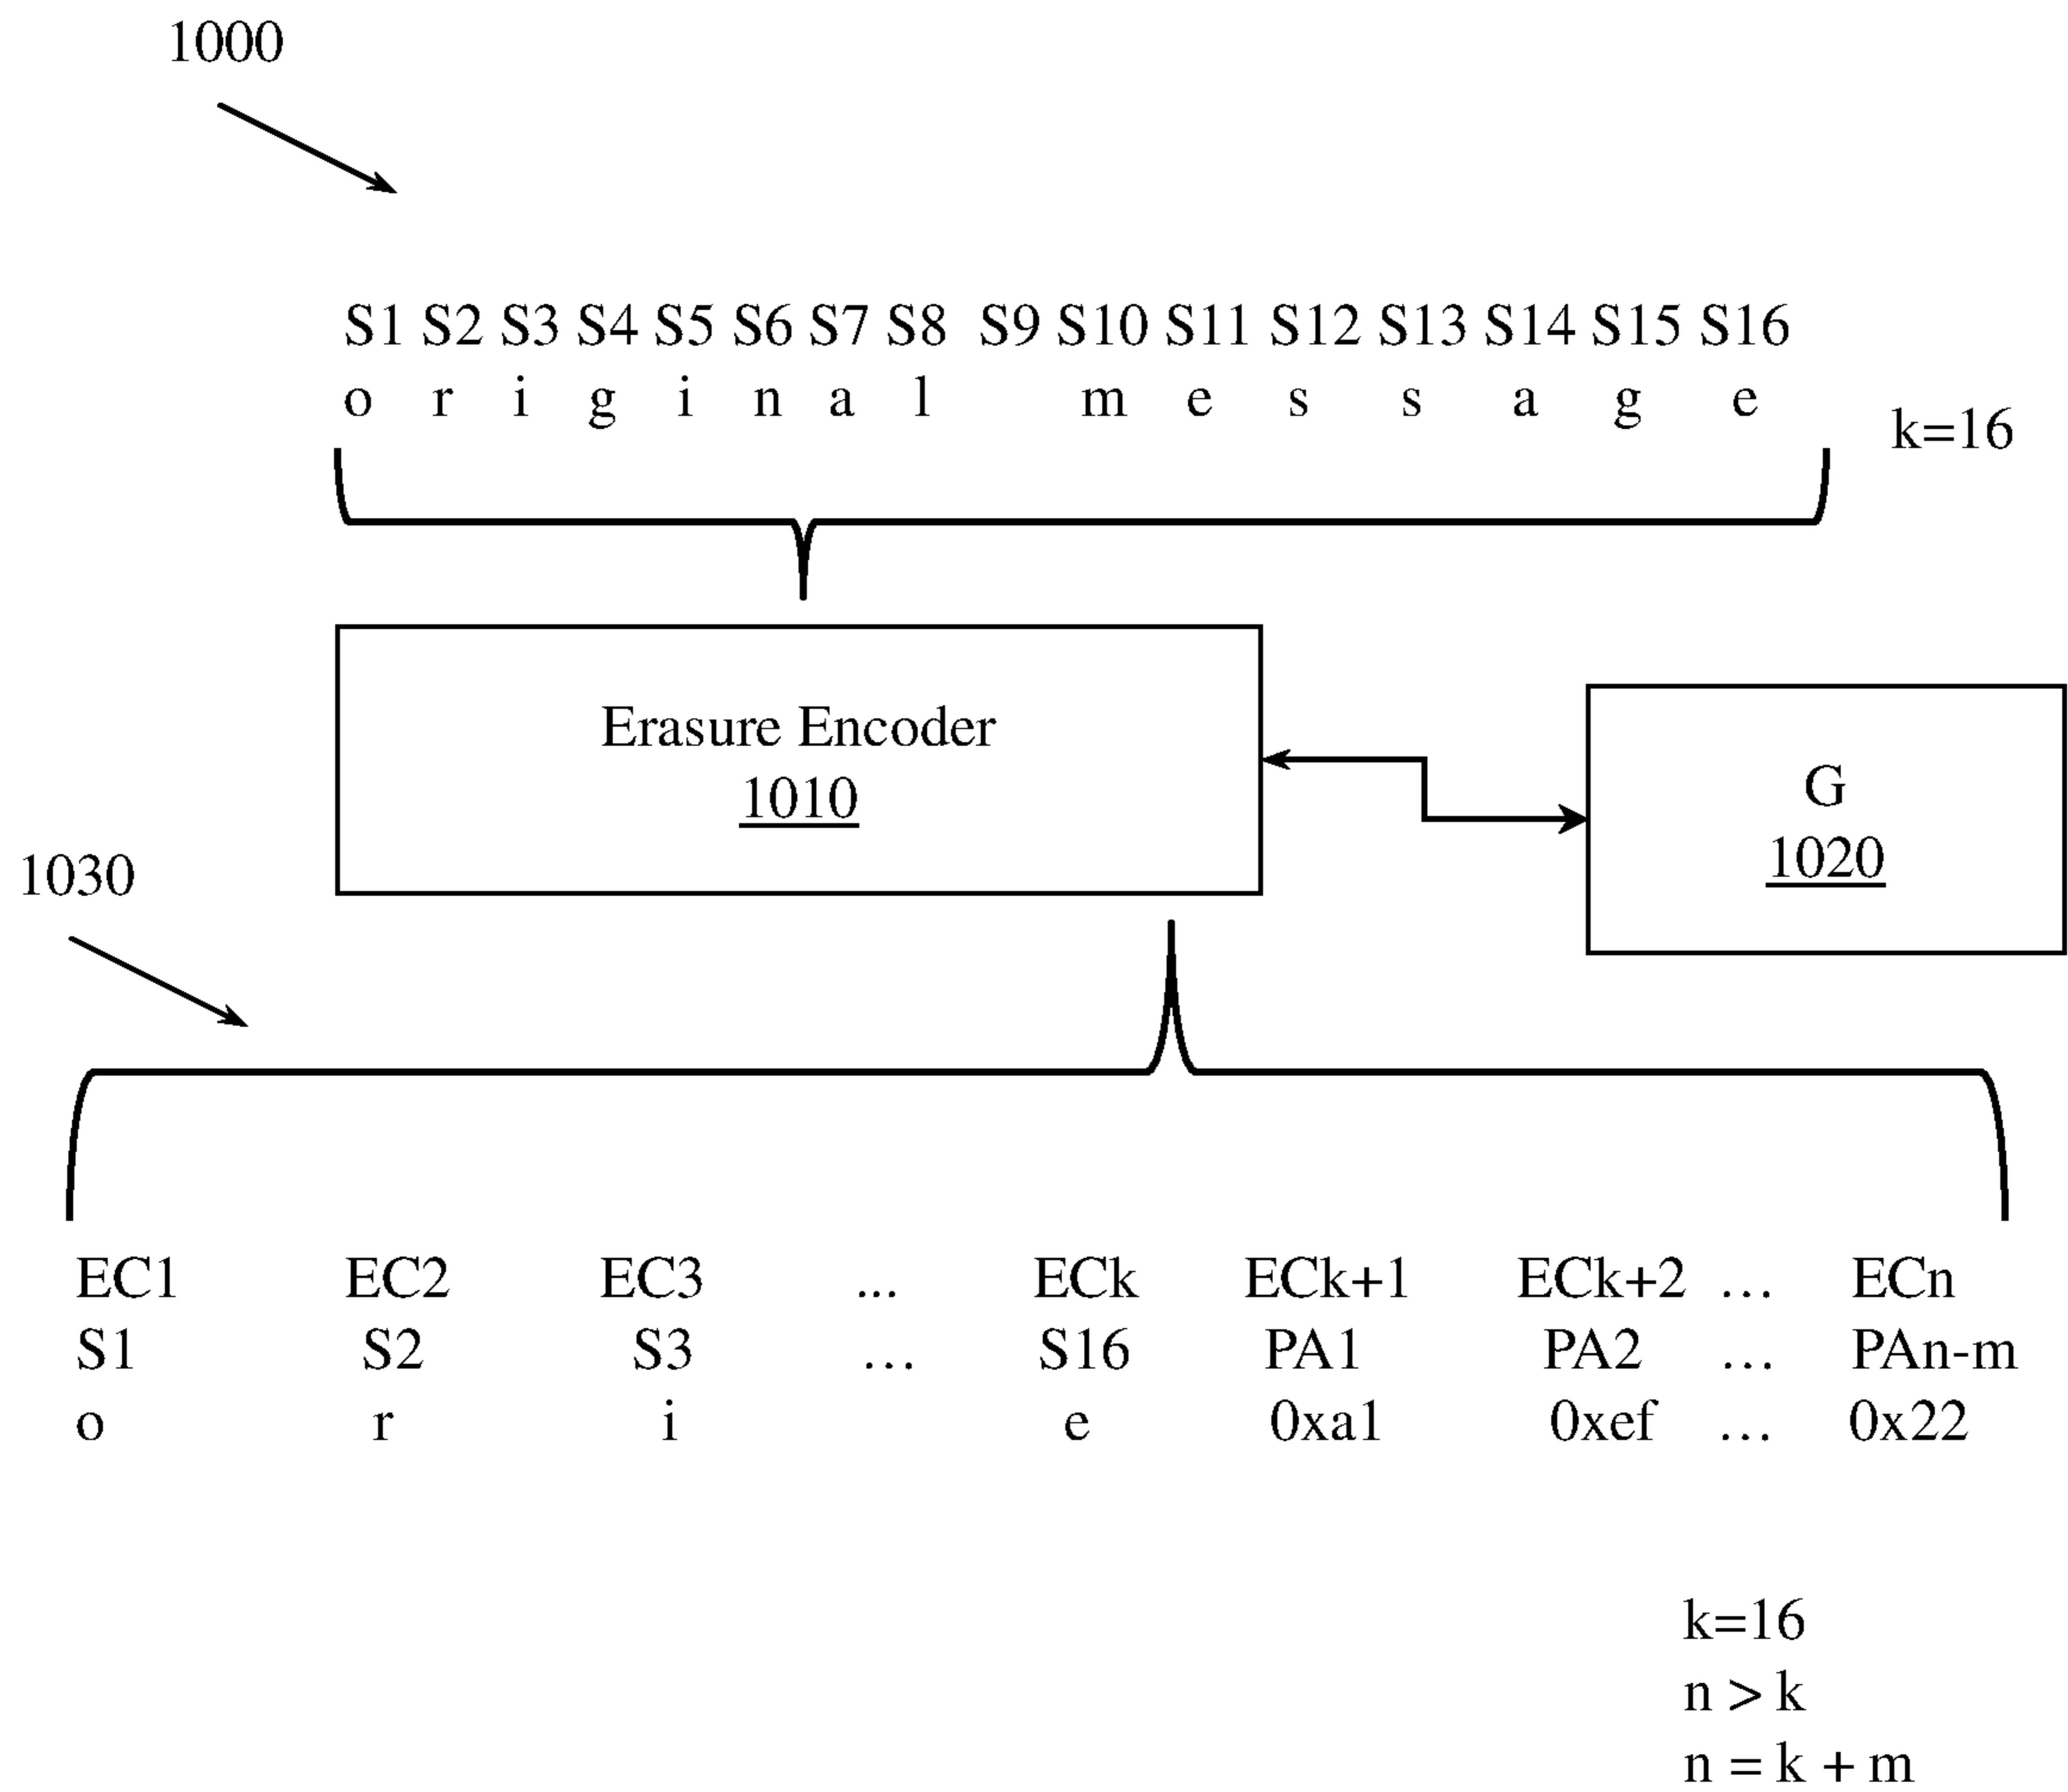 1000
S1 S2 S3 S4 S5 S6 S7 S8 S9 S10 S11 S12 S13 S14 S15 S16
o r i g i n a l m e s s a g e
k=16
Erasure Encoder
1010
G
1020
1030
EC1 EC2 EC3 ... ECk ECk+1 ECk+2 ... ECn
S1 S2 S3 ... S16 PA1 PA2 ... PAn-m
o r i e 0xa1 0xef ... 0x22
k=16
n > k
n = k + m